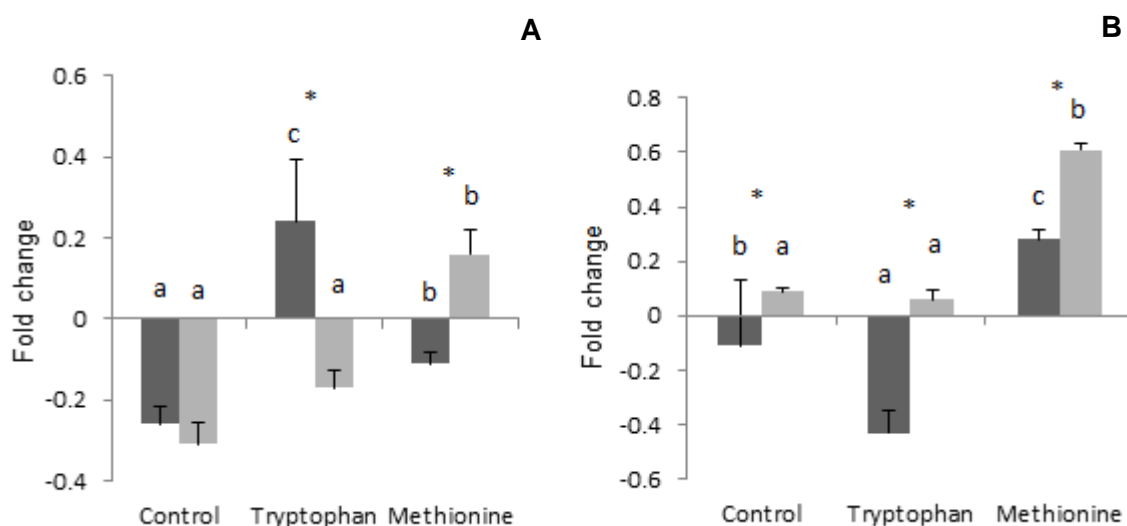 A
Fold change
0.6
0.4
0.2
0
-0.2
-0.4
a
a
c
*
a
b
*
b
Control Tryptophan Methionine
B
Fold change
0.8
0.6
0.4
0.2
0
-0.2
-0.4
-0.6
b
*
a
a
*
a
c
*
b
Control Tryptophan Methionine